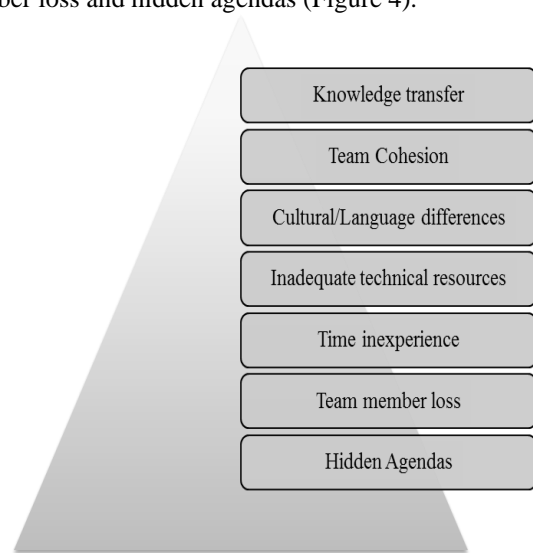 loss and hidden agendas (Figure 4).
Knowledge transfer
Team Cohesion
Cultural/Language differences
Inadequate technical resources
Time inexperience
Team member loss
Hidden Agendas